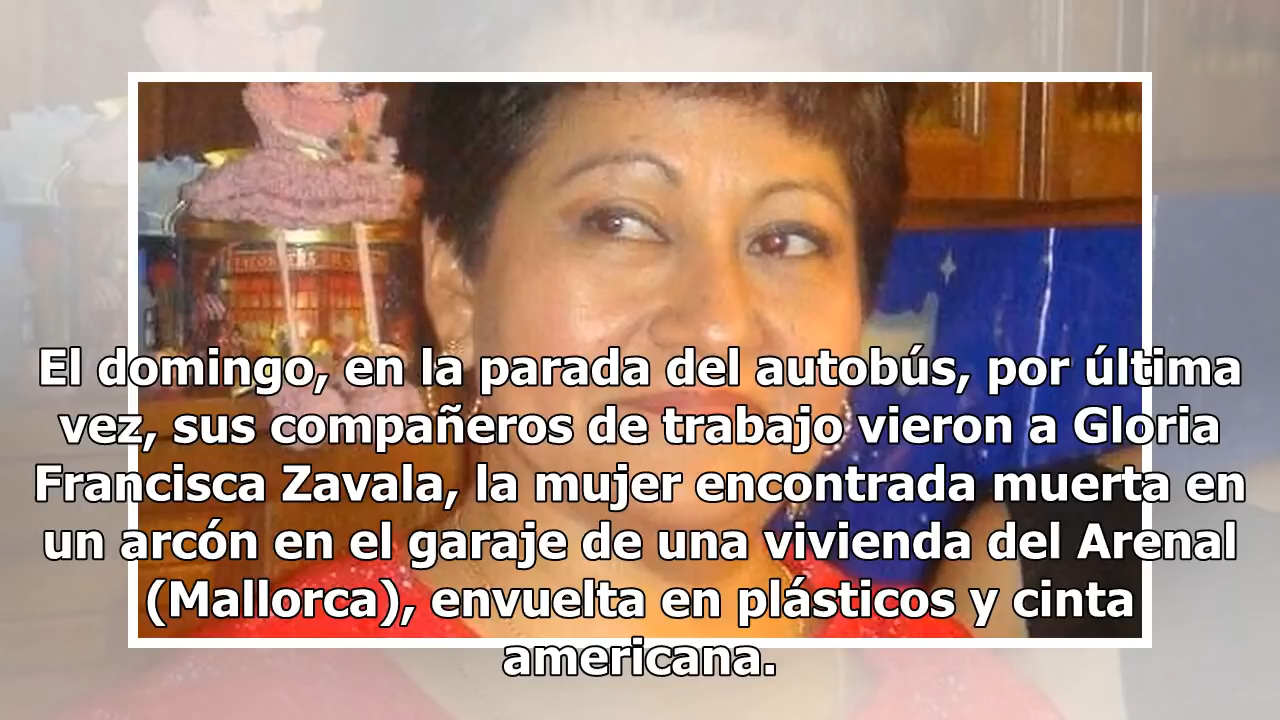 El domingo, en la parada del autobús, por última
vez, sus compañeros de trabajo vieron a Gloria
Francisca Zavala, la mujer encontrada muerta en
un arcón en el garaje de una vivienda del Arenal
(Mallorca), envuelta en plásticos y cinta
americana.